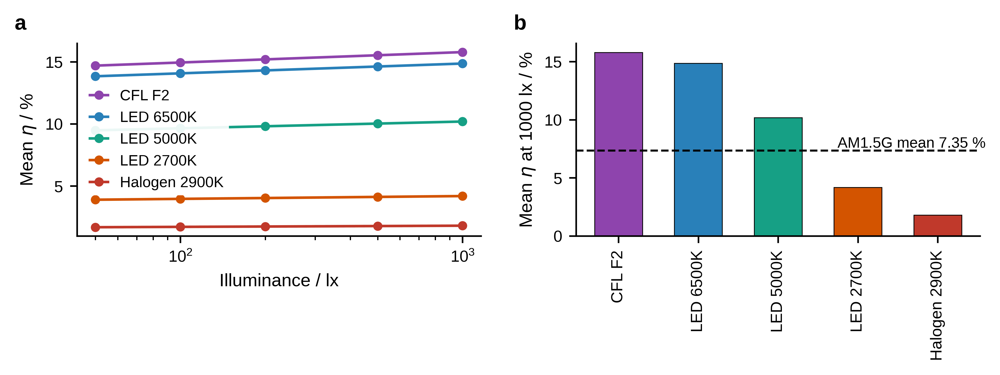 a
Mean η / %
15
10
5
CFL F2
LED 6500K
LED 5000K
LED 2700K
Halogen 2900K
10²
10³
Illuminance / lx
b
Mean η at 1000 lx / %
15
10
5
0
AM1.5G mean 7.35 %
CFL F2
LED 6500K
LED 5000K
LED 2700K
Halogen 2900K